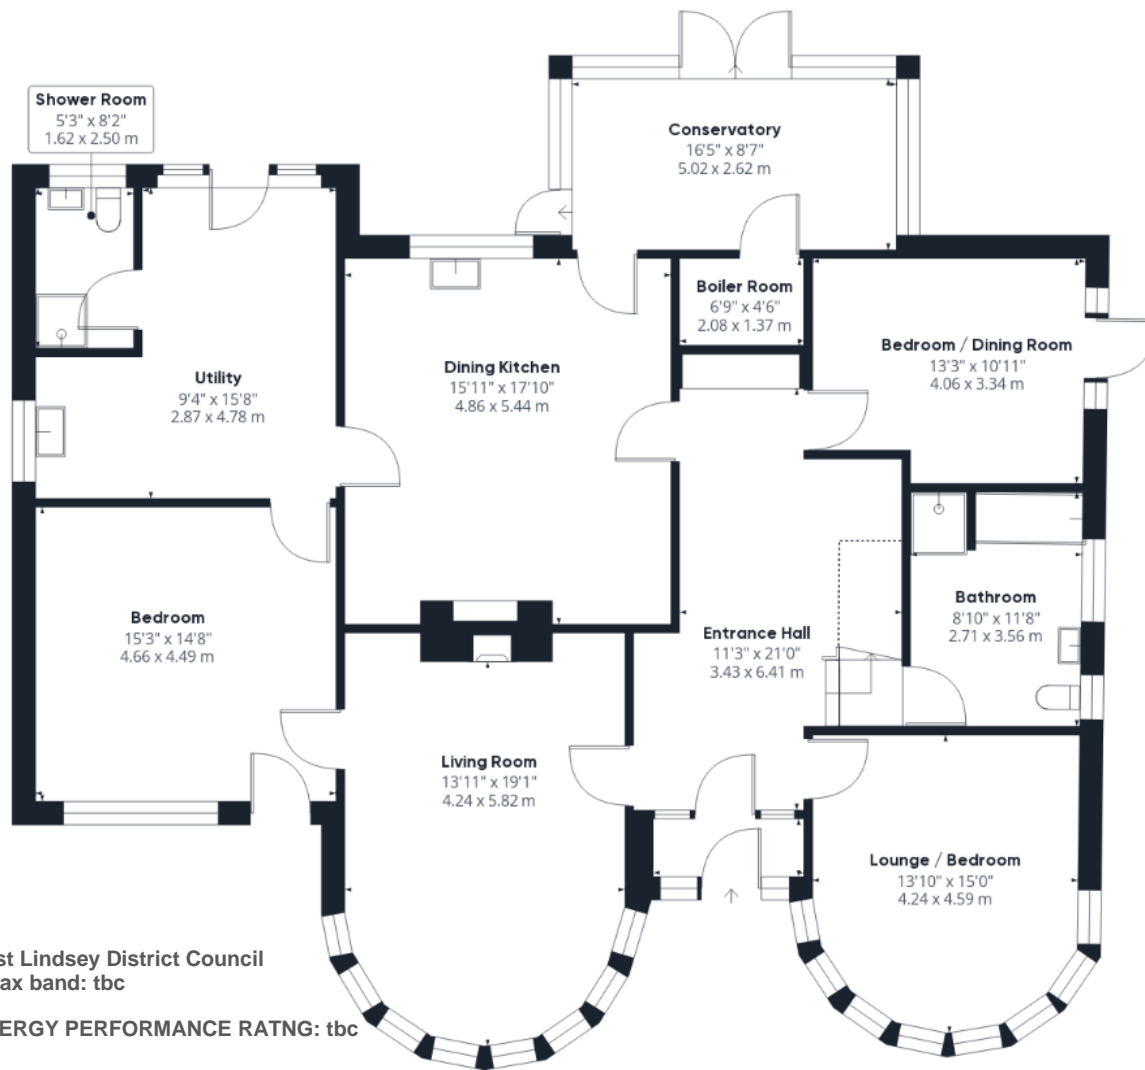 Shower Room
5'3" x 8'2"
1.62 x 2.50 m
Conservatory
16'5" x 8'7"
5.02 x 2.62 m
Boiler Room
6'9" x 4'6"
2.08 x 1.37 m
Bedroom / Dining Room
13'3" x 10'11"
4.06 x 3.34 m
Dining Kitchen
15'11" x 17'10"
4.86 x 5.44 m
Utility
9'4" x 15'8"
2.87 x 4.78 m
Bedroom
15'3" x 14'8"
4.66 x 4.49 m
Bathroom
8'10" x 11'8"
2.71 x 3.56 m
Entrance Hall
11'3" x 21'0"
3.43 x 6.41 m
Living Room
13'11" x 19'1"
4.24 x 5.82 m
Lounge / Bedroom
13'10" x 15'0"
4.24 x 4.59 m
st Lindsey District Council
ax band: tbc
ERGY PERFORMANCE RATNG: tbc